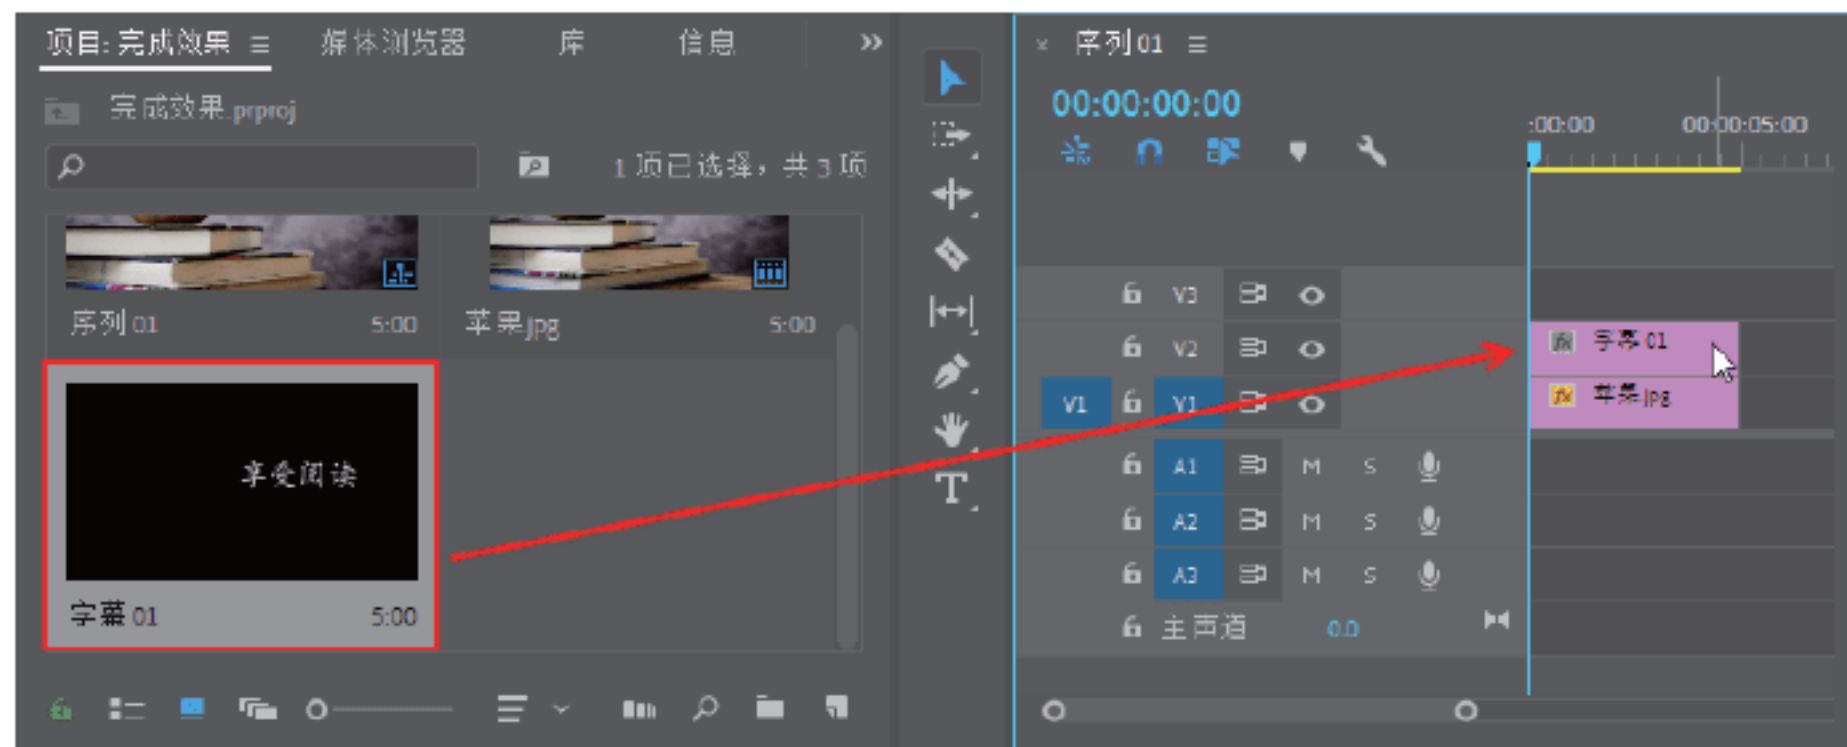 项目: 完成效果 ☰ 媒体浏览器 库 信息 »
完成效果.prproj
1 项已选择，共 3 项
序列 01 5:00
苹果.jpg 5:00
享受阅读
字幕 01 5:00
T
× 序列 01 ☰
00:00:00:00
:00:00 00:00:05:00
V3
V2
V1 V1
A1 M S
A2 M S
A3 M S
主声道 0.0
fx 字幕 01
fx 苹果.jpg